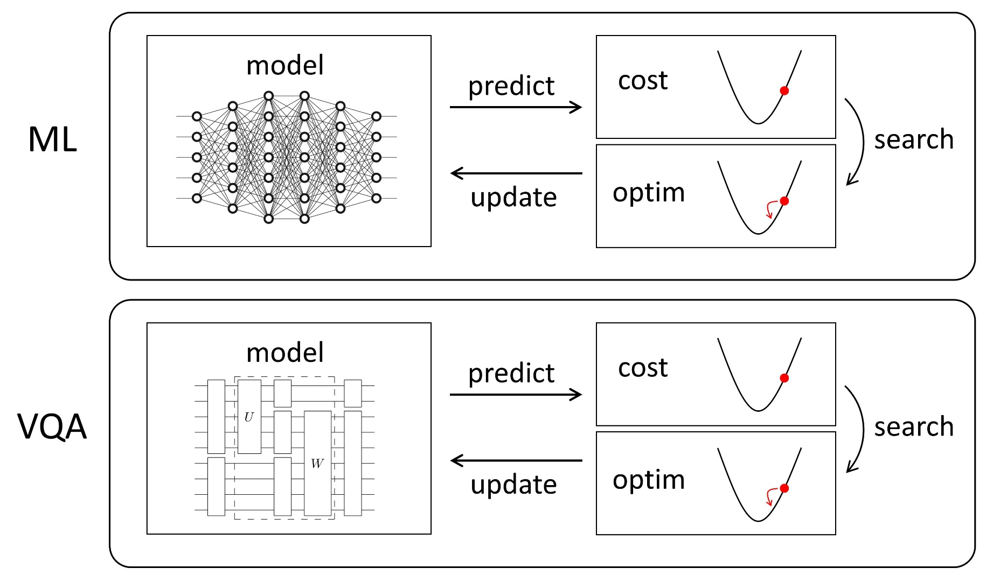 ML
model
predict
update
cost
optim
search
VQA
model
U
W
predict
update
cost
optim
search